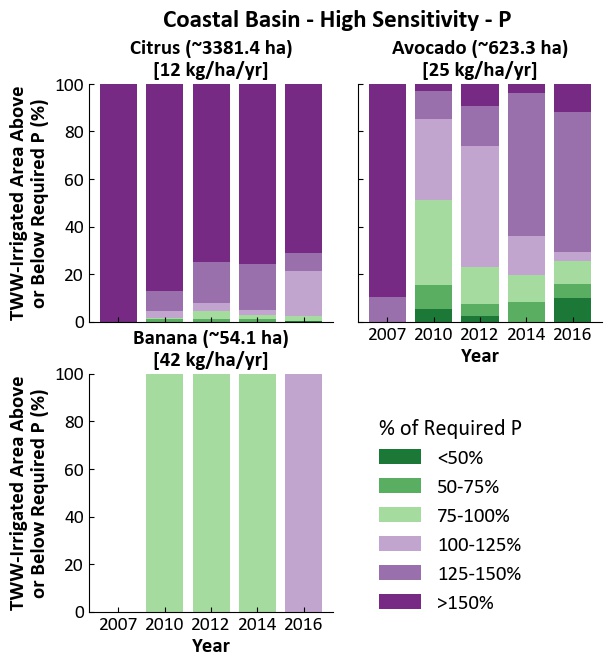 Coastal Basin - High Sensitivity - P
Citrus (~3381.4 ha)
[12 kg/ha/yr]
Avocado (~623.3 ha)
[25 kg/ha/yr]
TWW-Irrigated Area Above
or Below Required P (%)
100
80
60
40
20
0
2007 2010 2012 2014 2016
Year
Banana (~54.1 ha)
[42 kg/ha/yr]
TWW-Irrigated Area Above
or Below Required P (%)
100
80
60
40
20
0
2007 2010 2012 2014 2016
Year
% of Required P
<50%
50-75%
75-100%
100-125%
125-150%
>150%